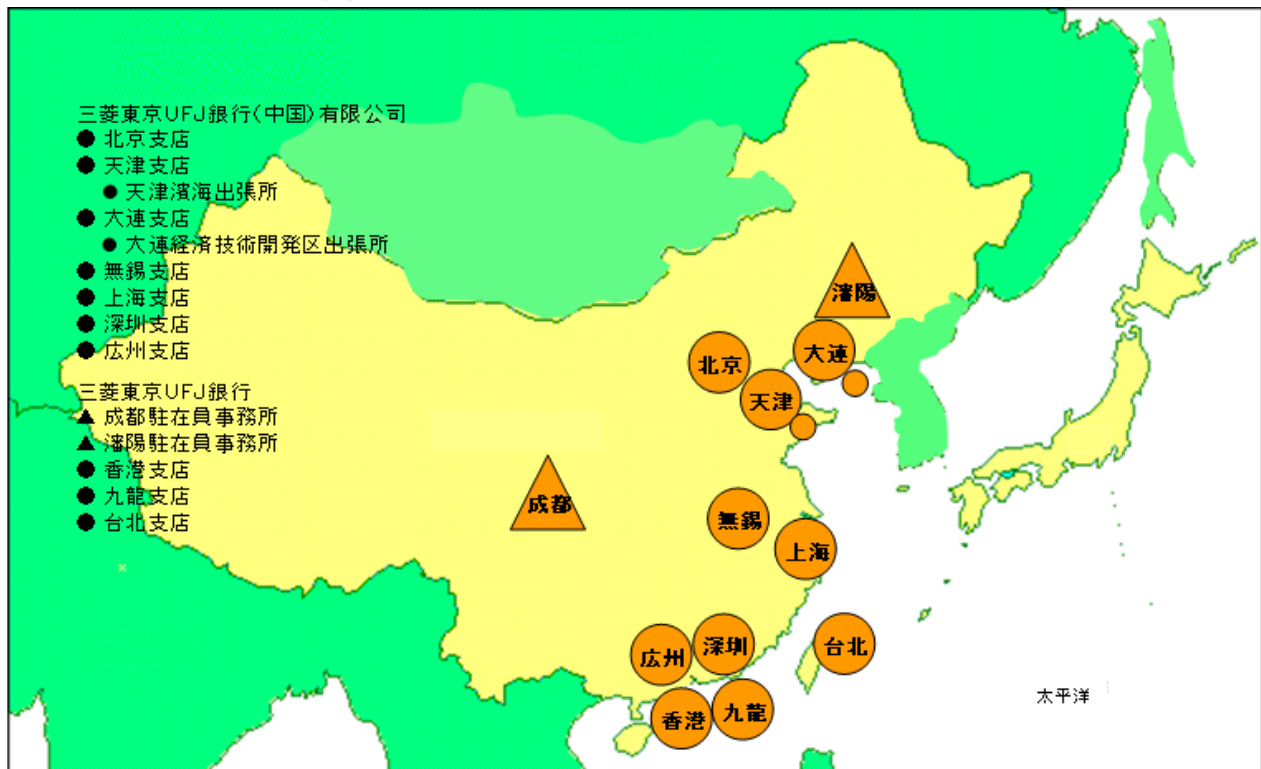 三菱東京UFJ銀行(中国)有限公司
● 北京支店
● 天津支店
● 天津濱海出張所
● 大連支店
● 大連経済技術開発区出張所
● 無錫支店
● 上海支店
● 深圳支店
● 広州支店
三菱東京UFJ銀行
▲ 成都駐在員事務所
▲ 瀋陽駐在員事務所
● 香港支店
● 九龍支店
● 台北支店
瀋陽
大連
北京
天津
成都
無錫
上海
深圳
広州
台北
香港
九龍
太平洋